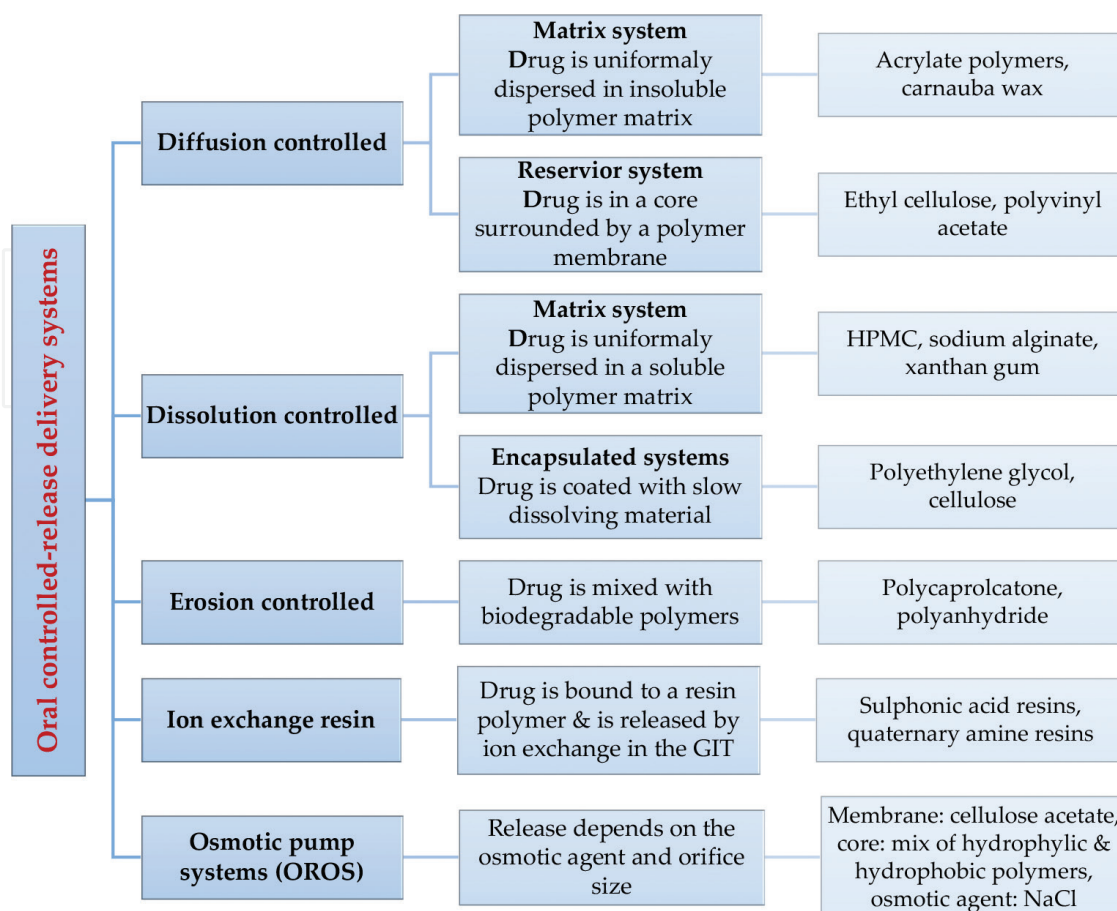 Oral controlled-release delivery systems
Diffusion controlled
Matrix system
Drug is uniformaly
dispersed in insoluble
polymer matrix
Acrylate polymers,
carnauba wax
Reservior system
Drug is in a core
surrounded by a polymer
membrane
Ethyl cellulose, polyvinyl
acetate
Dissolution controlled
Matrix system
Drug is uniformaly
dispersed in a soluble
polymer matrix
HPMC, sodium alginate,
xanthan gum
Encapsulated systems
Drug is coated with slow
dissolving material
Polyethylene glycol,
cellulose
Erosion controlled
Drug is mixed with
biodegradable polymers
Polycaprolcatone,
polyanhydride
Ion exchange resin
Drug is bound to a resin
polymer & is released by
ion exchange in the GIT
Sulphonic acid resins,
quaternary amine resins
Osmotic pump
systems (OROS)
Release depends on the
osmotic agent and orifice
size
Membrane: cellulose acetate,
core: mix of hydrophylic &
hydrophobic polymers,
osmotic agent: NaCl